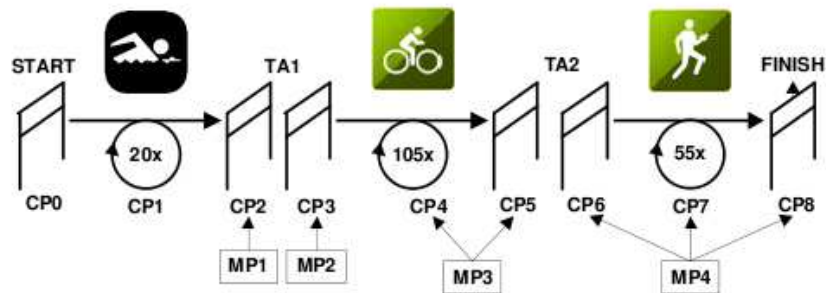 START
TA1
TA2
FINISH
20x
105x
55x
CP0
CP1
CP2
CP3
CP4
CP5
CP6
CP7
CP8
MP1
MP2
MP3
MP4